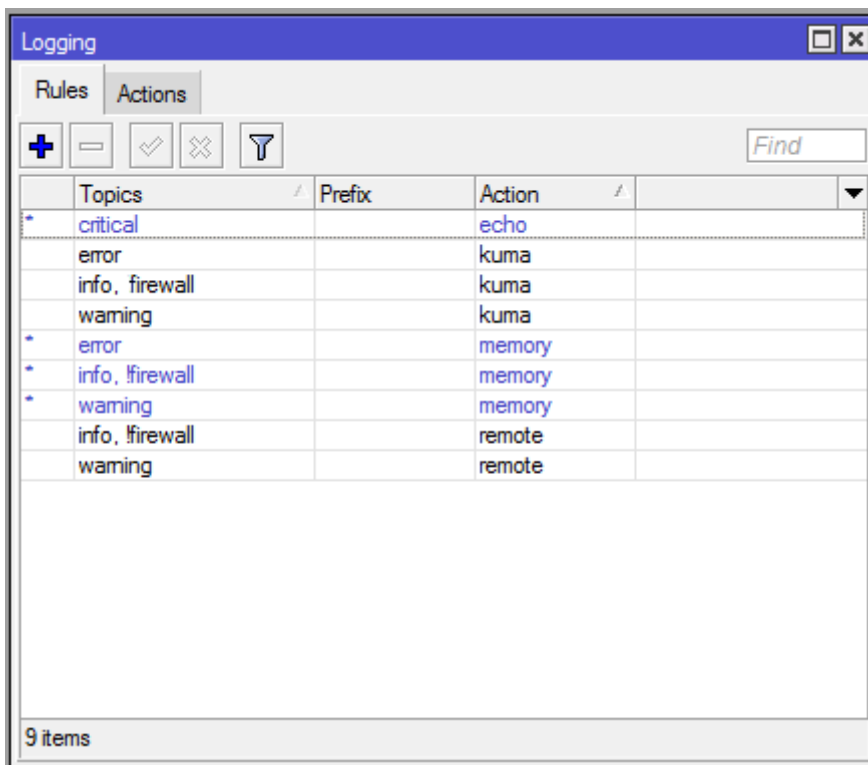 Logging
Rules Actions
Find
Topics Prefix Action
* critical echo
error kuma
info, firewall kuma
warning kuma
* error memory
* info, !firewall memory
* warning memory
info, !firewall remote
warning remote
9 items